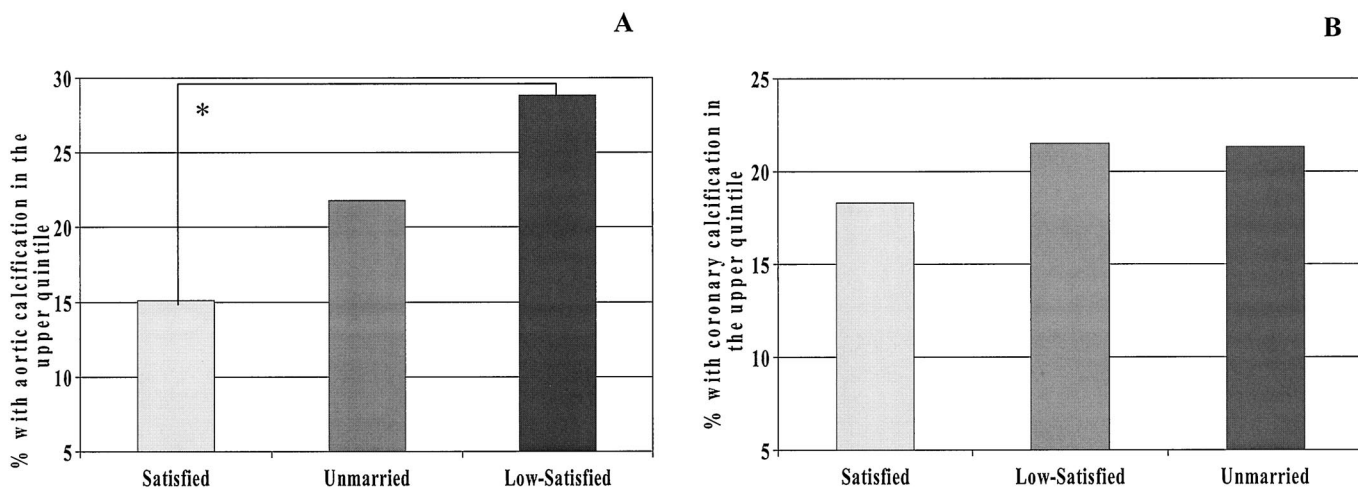 A
% with aortic calcification in the
upper quintile
30
25
20
15
10
5
*
Satisfied
Unmarried
Low-Satisfied
B
% with coronary calcification in
the upper quintile
25
20
15
10
5
Satisfied
Low-Satisfied
Unmarried